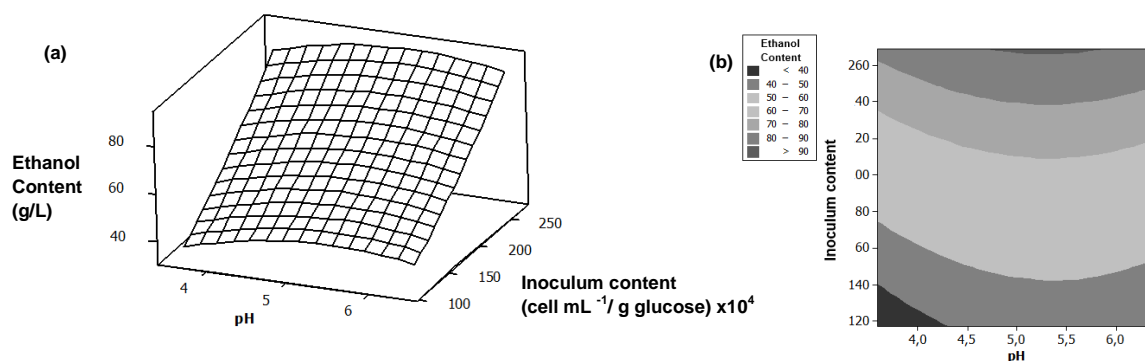 (a)
80
60
40
Ethanol
Content
(g/L)
4
5
6
pH
100
150
200
250
Inoculum content
(cell mL -1/ g glucose) x10⁴
(b)
Ethanol
Content
< 40
40 – 50
50 – 60
60 – 70
70 – 80
80 – 90
> 90
Inoculum content
260
40
20
00
80
60
140
120
4,0
4,5
5,0
5,5
6,0
pH